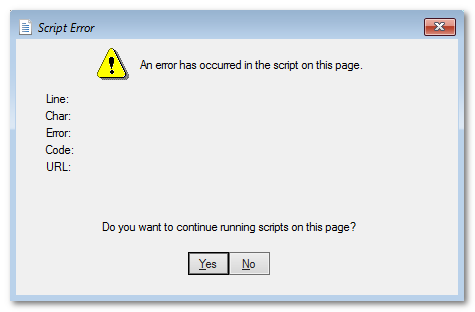 Script Error
An error has occurred in the script on this page.
Line:
Char:
Error:
Code:
URL:
Do you want to continue running scripts on this page?
Yes No